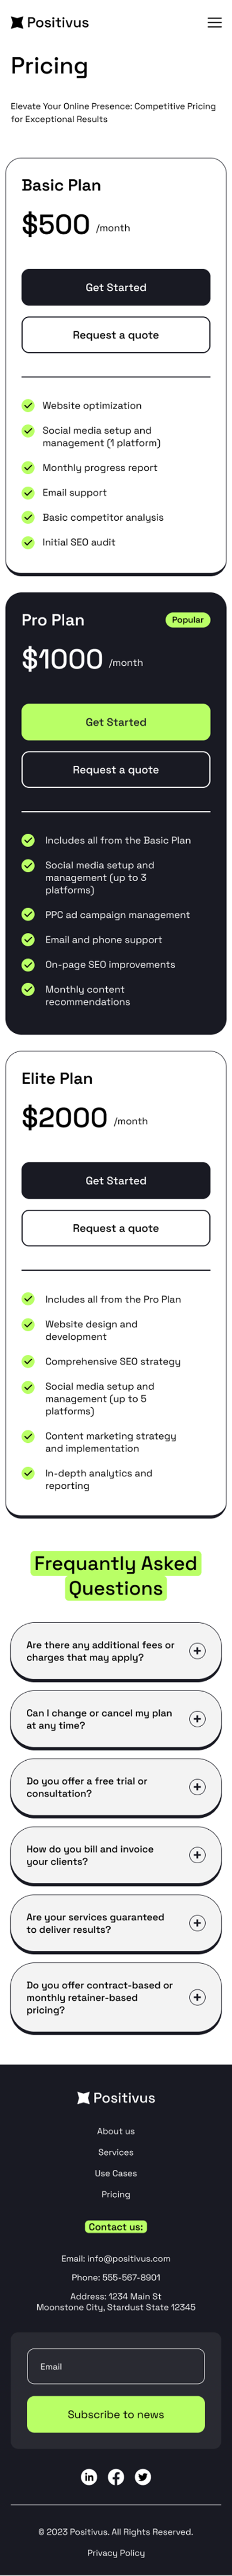 Positivus
Pricing
Elevate Your Online Presence: Competitive Pricing
for Exceptional Results
Basic Plan
$500 /month
Get Started
Request a quote
Website optimization
Social media setup and
management (1 platform)
Monthly progress report
Email support
Basic competitor analysis
Initial SEO audit
Pro Plan
Popular
$1000 /month
Get Started
Request a quote
Includes all from the Basic Plan
Social media setup and
management (up to 3
platforms)
PPC ad campaign management
Email and phone support
On-page SEO improvements
Monthly content
recommendations
Elite Plan
$2000 /month
Get Started
Request a quote
Includes all from the Pro Plan
Website design and
development
Comprehensive SEO strategy
Social media setup and
management (up to 5
platforms)
Content marketing strategy
and implementation
In-depth analytics and
reporting
Frequantly Asked
Questions
Are there any additional fees or
charges that may apply?
Can I change or cancel my plan
at any time?
Do you offer a free trial or
consultation?
How do you bill and invoice
your clients?
Are your services guaranteed
to deliver results?
Do you offer contract-based or
monthly retainer-based
pricing?
Positivus
About us
Services
Use Cases
Pricing
Contact us:
Email: info@positivus.com
Phone: 555-567-8901
Address: 1234 Main St
Moonstone City, Stardust State 12345
Email
Subscribe to news
© 2023 Positivus. All Rights Reserved.
Privacy Policy